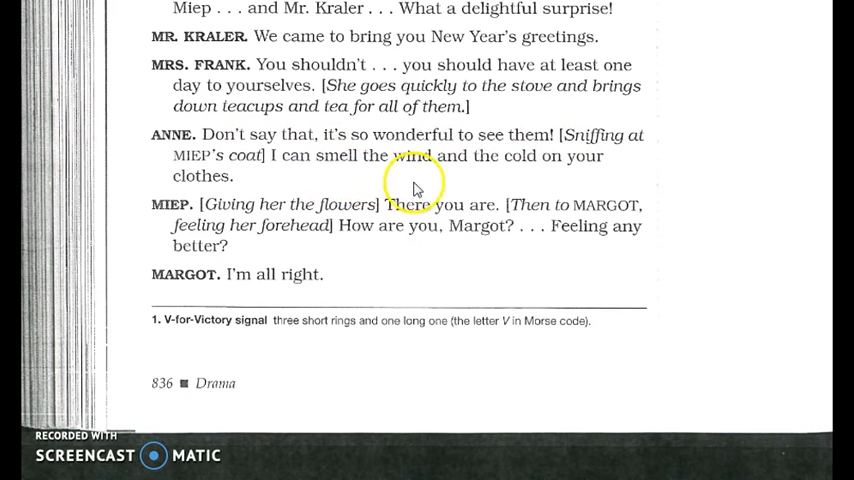 Miep . . . and Mr. Kraler . . . What a delightful surprise!
MR. KRALER. We came to bring you New Year's greetings.
MRS. FRANK. You shouldn't . . . you should have at least one
day to yourselves. [She goes quickly to the stove and brings
down teacups and tea for all of them.]
ANNE. Don't say that, it's so wonderful to see them! [Sniffing at
MIEP's coat] I can smell the wind and the cold on your
clothes.
MIEP. [Giving her the flowers] There you are. [Then to MARGOT,
feeling her forehead] How are you, Margot? . . . Feeling any
better?
MARGOT. I'm all right.
1. V-for-Victory signal three short rings and one long one (the letter V in Morse code).
836 ■ Drama
RECORDED WITH
SCREENCAST MATIC